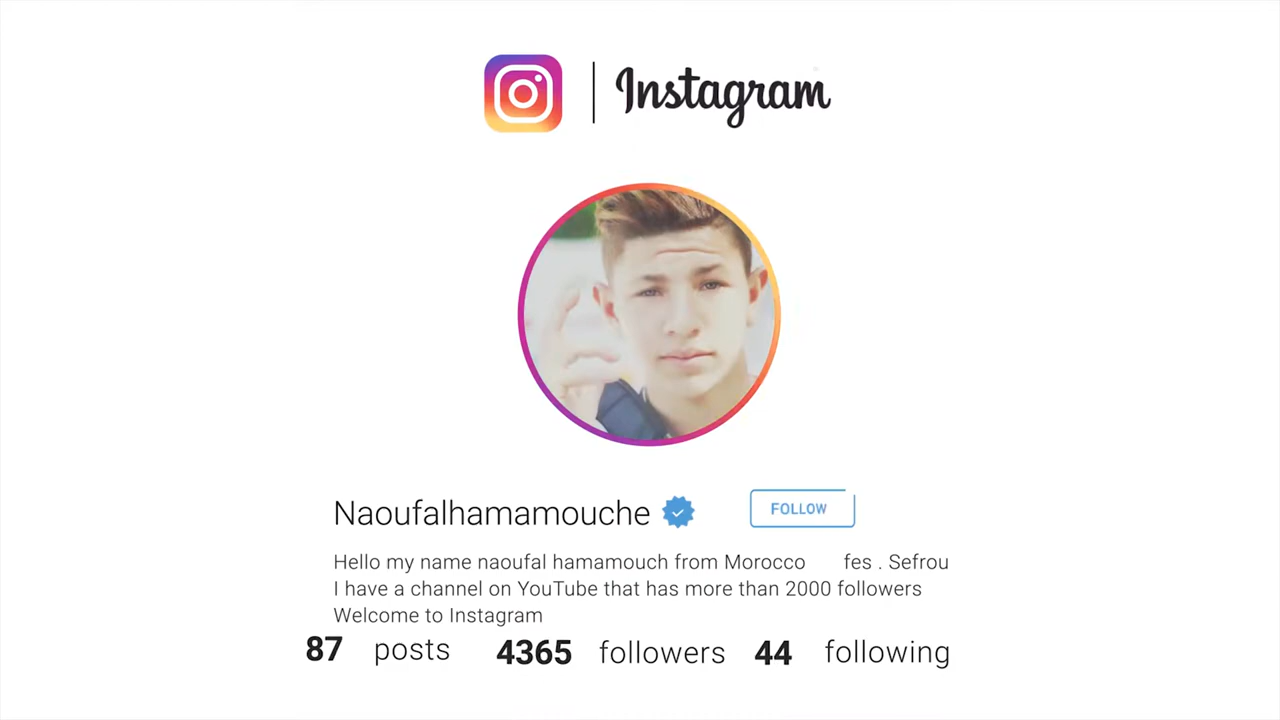 Instagram
Naoufalhamamouche
FOLLOW
Hello my name naoufal hamamouch from Morocco fes . Sefrou
I have a channel on YouTube that has more than 2000 followers
Welcome to Instagram
87 posts 4365 followers 44 following